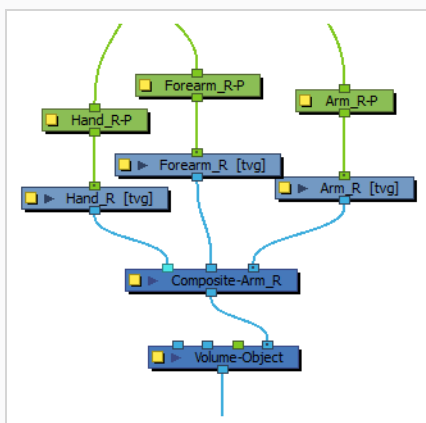 Forearm_R-P
Arm_R-P
Hand_R-P
Forearm_R [tvg]
Hand_R [tvg]
Arm_R [tvg]
Composite-Arm_R
Volume-Object